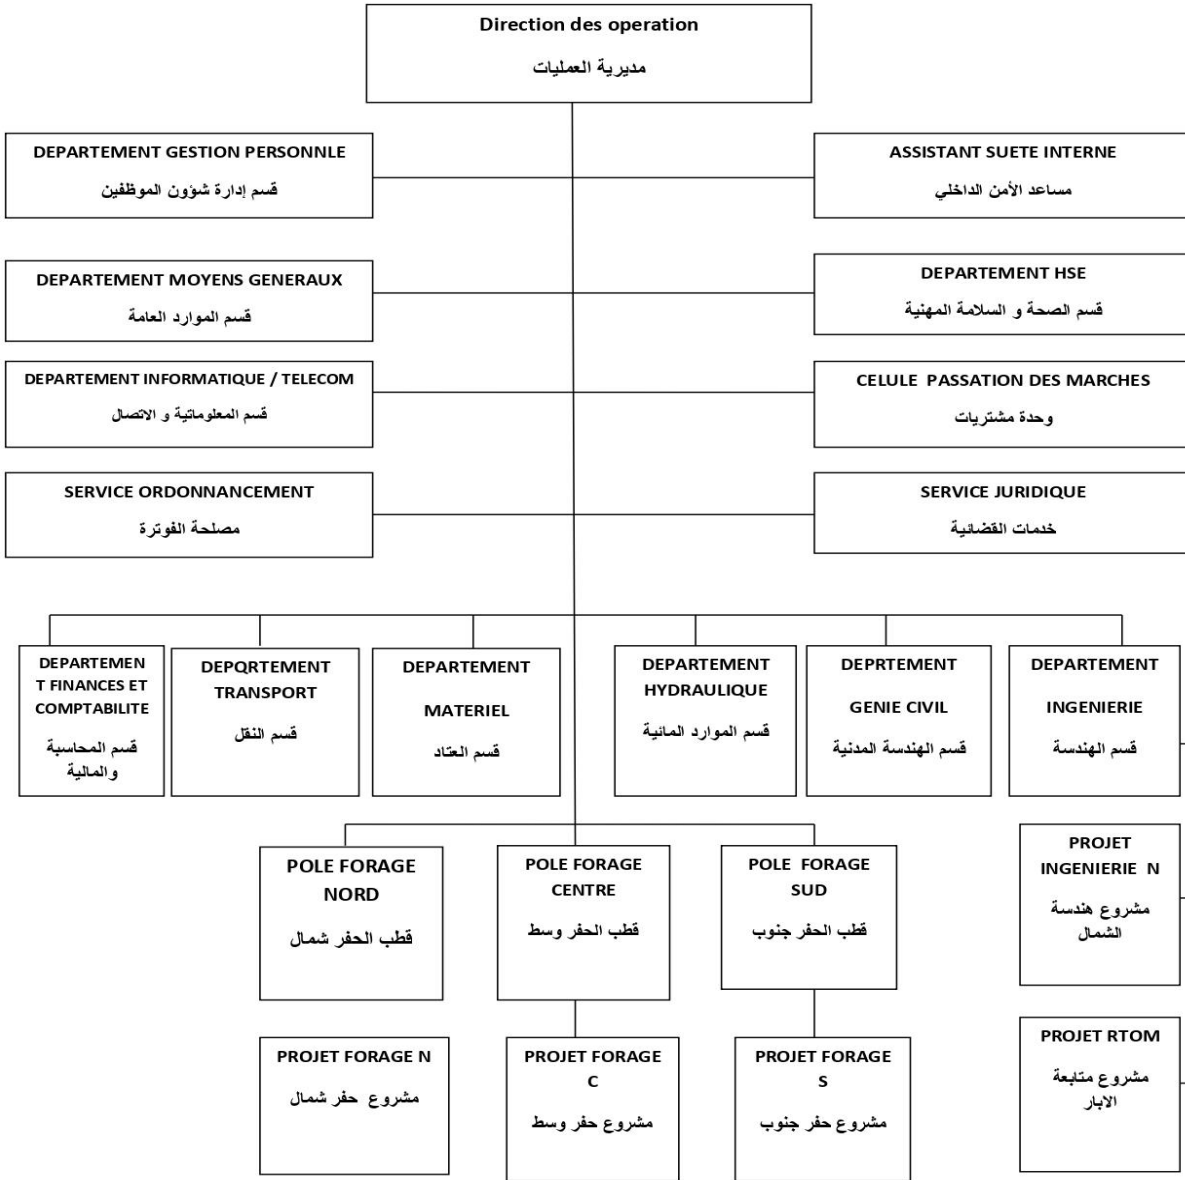 Direction des operation
مديرية العمليات
DEPARTEMENT GESTION PERSONNLE
قسم إدارة شؤون الموظفين
ASSISTANT SUETE INTERNE
مساعد الأمن الداخلي
DEPARTEMENT MOYENS GENERAUX
قسم الموارد العامة
DEPARTEMENT HSE
قسم الصحة و السلامة المهنية
DEPARTEMENT INFORMATIQUE / TELECOM
قسم المعلوماتية و الاتصال
CELULE PASSATION DES MARCHES
وحدة مشتريات
SERVICE ORDONNANCEMENT
مصلحة الفوترة
SERVICE JURIDIQUE
خدمات القضائية
DEPARTEMEN
T FINANCES ET
COMPTABILITE
قسم المحاسبة
والمالية
DEPQRTEMENT
TRANSPORT
قسم النقل
DEPARTEMENT
MATERIEL
قسم العتاد
DEPARTEMENT
HYDRAULIQUE
قسم الموارد المائية
DEPRTEMENT
GENIE CIVIL
قسم الهندسة المدنية
DEPARTEMENT
INGENIERIE
قسم الهندسة
POLE FORAGE
NORD
قطب الحفر شمال
POLE FORAGE
CENTRE
قطب الحفر وسط
POLE FORAGE
SUD
قطب الحفر جنوب
PROJET
INGENIERIE N
مشروع هندسة
الشمال
PROJET FORAGE N
مشروع حفر شمال
PROJET FORAGE
C
مشروع حفر وسط
PROJET FORAGE
S
مشروع حفر جنوب
PROJET RTOM
مشروع متابعة
الابار